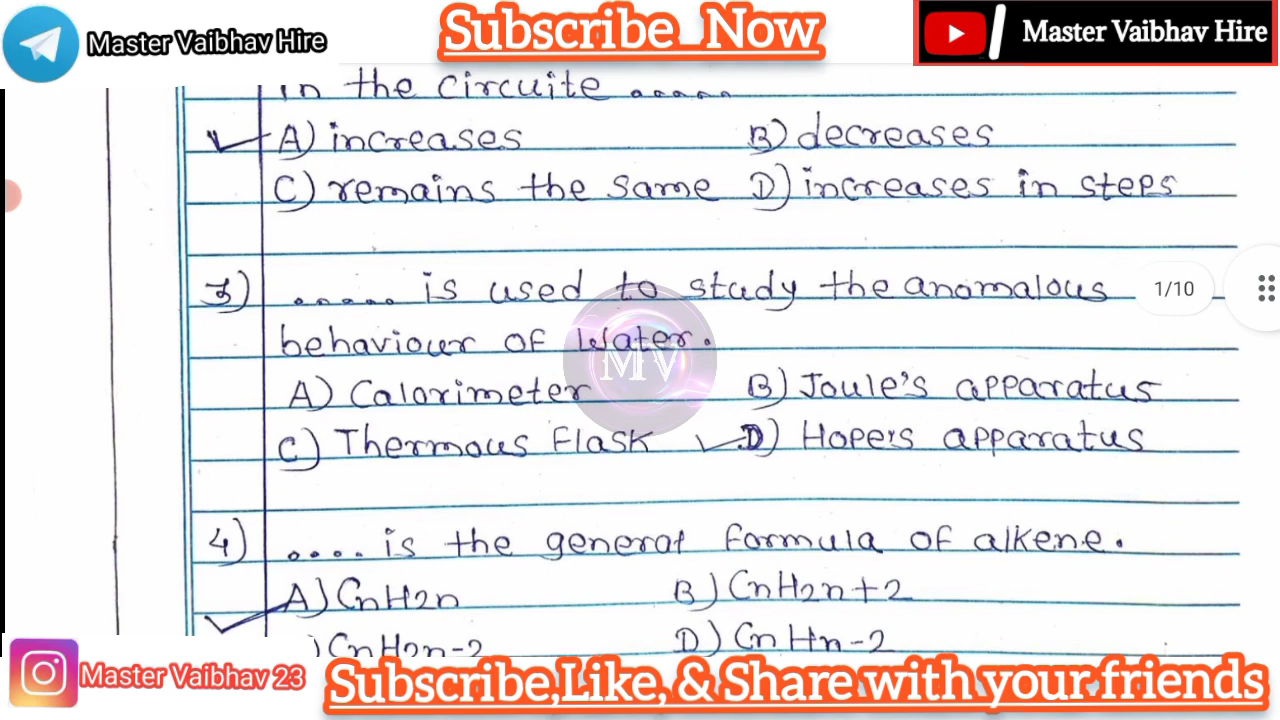 Master Vaibhav Hire
Subscribe Now
Master Vaibhav Hire
in the circuite .....
A) increases B) decreases
C) remains the same D) increases in steps
3) ..... is used to study the anomalous
1/10
behaviour of Water.
MV
A) Calorimeter B) Joule's apparatus
C) Thermous Flask D) Hope's apparatus
4) .... is the general formula of alkene.
A) CnH2n B) CnH2n+2
) CnH2n-2 D) CnHn-2
Master Vaibhav 23
Subscribe,Like, & Share with your friends